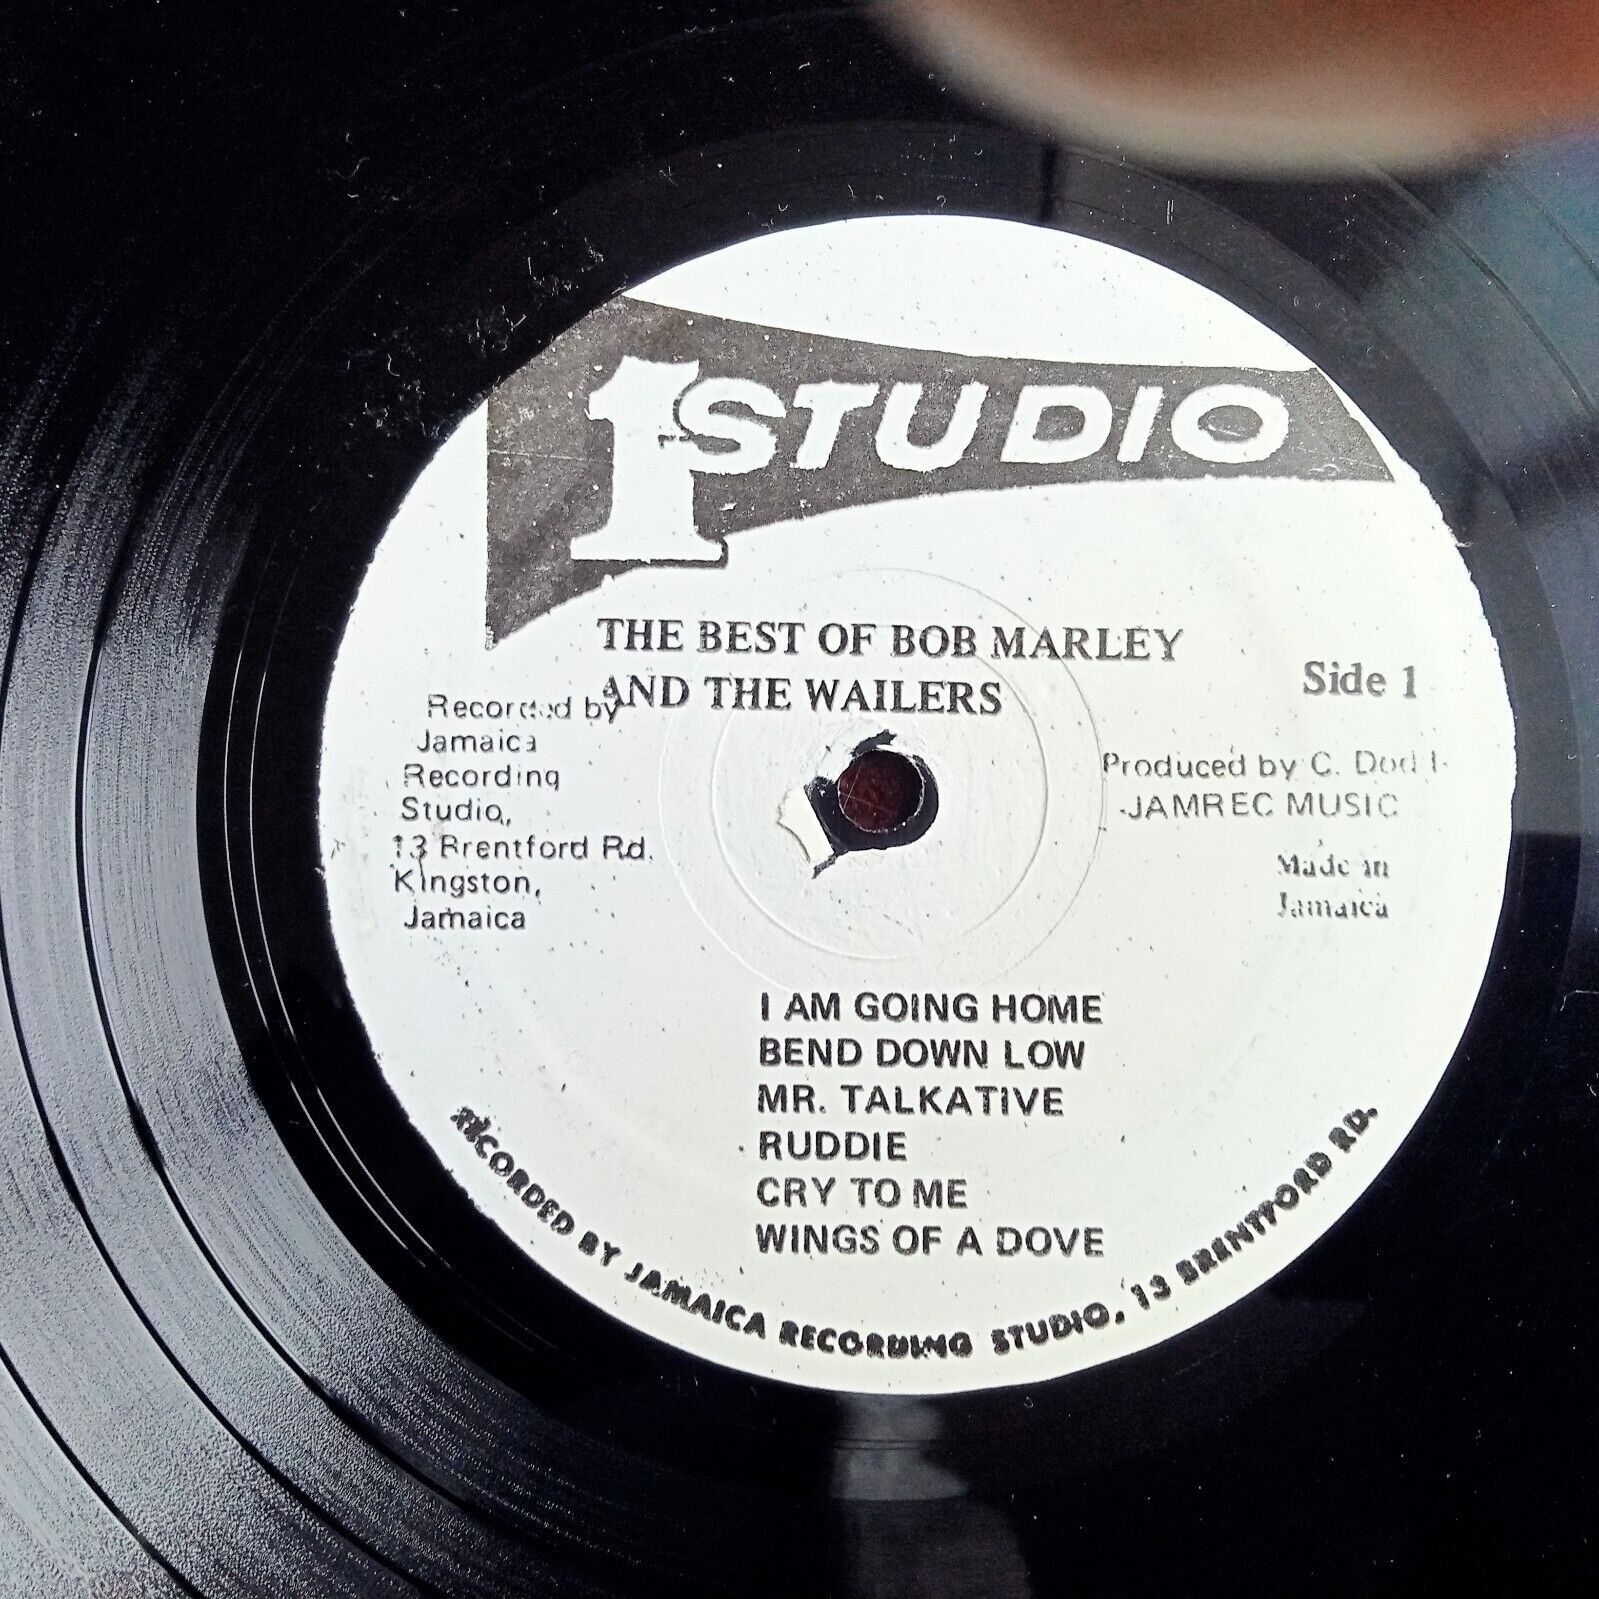 1 STUDIO
THE BEST OF BOB MARLEY
AND THE WAILERS
Side 1
Recorded by
Jamaica
Recording
Studio,
13 Brentford Rd.
Kingston,
Jamaica
Produced by C. Dodd-
-JAMREC MUSIC
Made in
Jamaica
I AM GOING HOME
BEND DOWN LOW
MR. TALKATIVE
RUDDIE
CRY TO ME
WINGS OF A DOVE
RECORDED BY JAMAICA RECORDING STUDIO, 13 BRENTFORD RD.